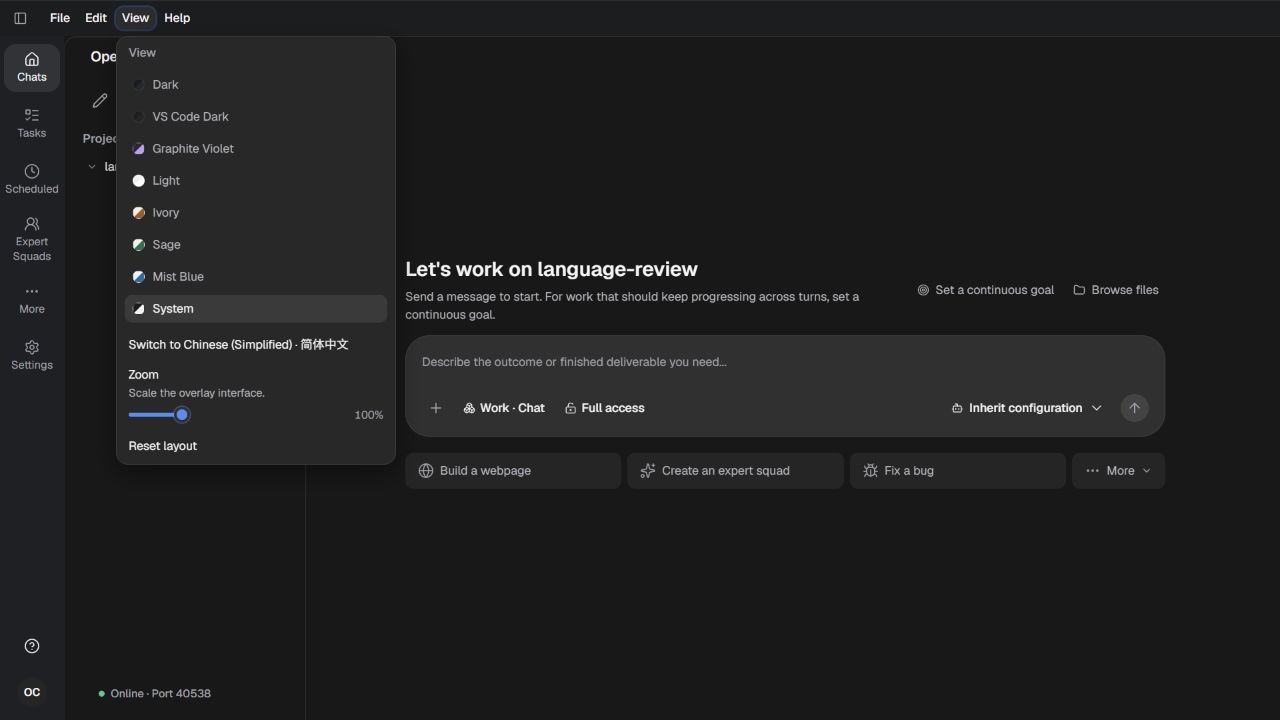 File Edit View Help
Chats
Tasks
Scheduled
Expert
Squads
More
Settings
OC
View
Dark
VS Code Dark
Graphite Violet
Light
Ivory
Sage
Mist Blue
System
Switch to Chinese (Simplified) · 简体中文
Zoom
Scale the overlay interface.
100%
Reset layout
Online · Port 40538
Let's work on language-review
Send a message to start. For work that should keep progressing across turns, set a
continuous goal.
Set a continuous goal Browse files
Describe the outcome or finished deliverable you need...
Work · Chat Full access Inherit configuration
Build a webpage Create an expert squad Fix a bug More